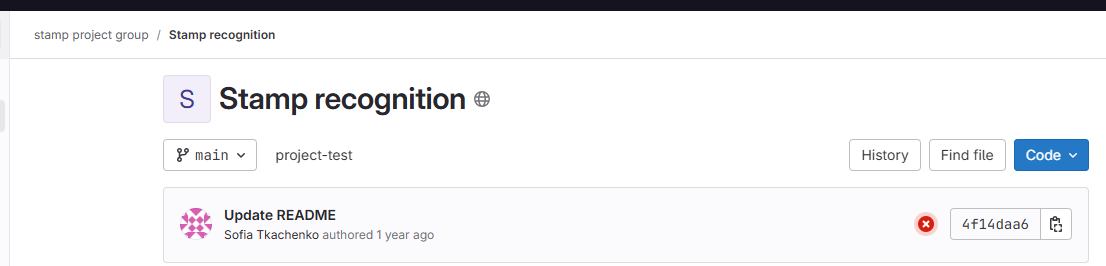 stamp project group / Stamp recognition
S Stamp recognition
main project-test History Find file Code
Update README
Sofia Tkachenko authored 1 year ago
4f14daa6